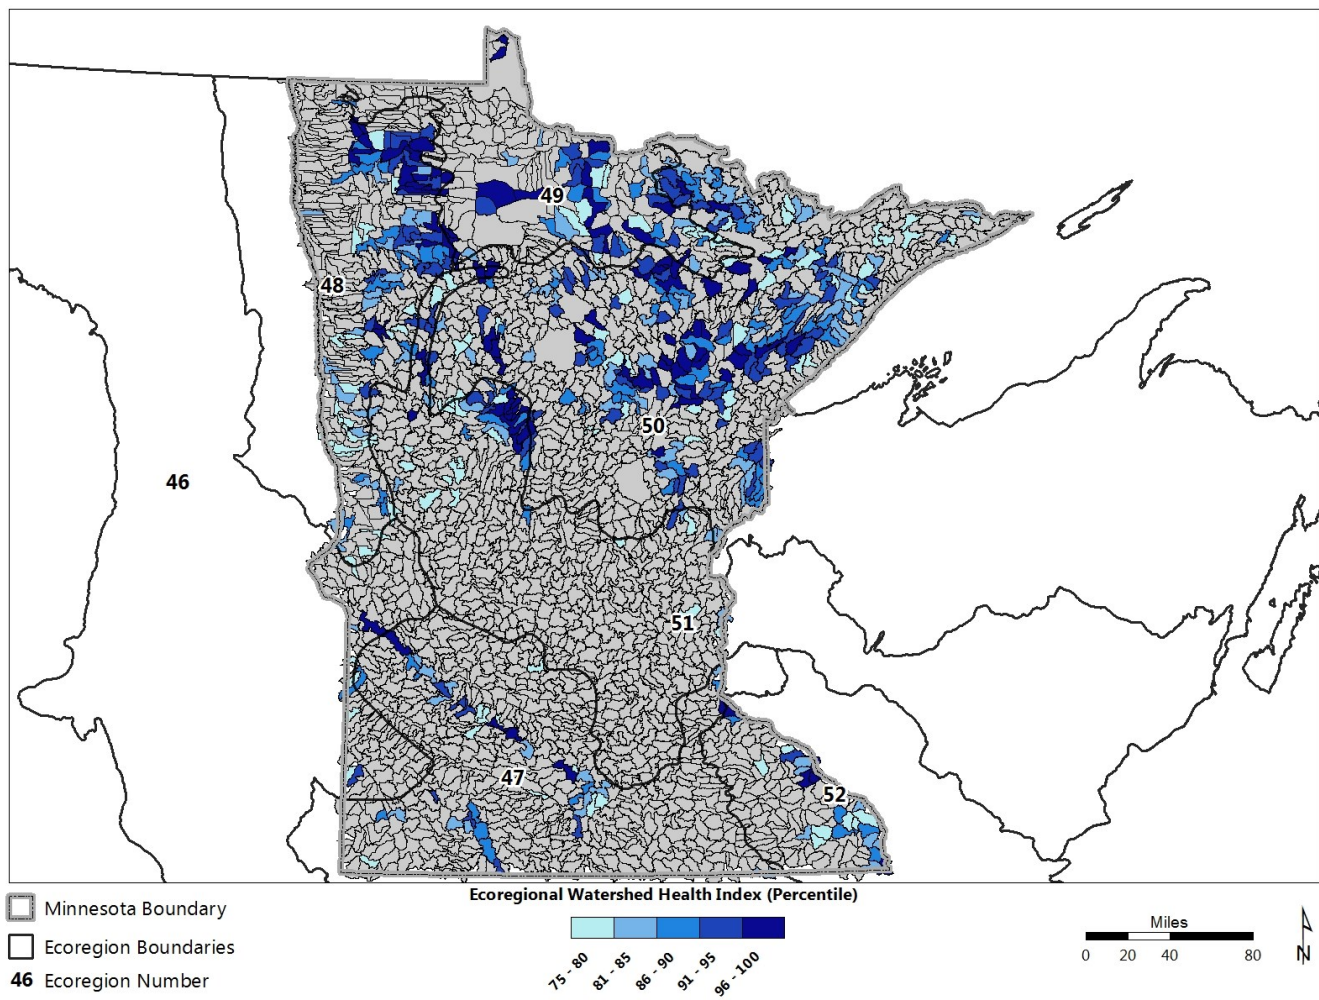 49
48
50
46
51
47
52
Ecoregional Watershed Health Index (Percentile)
Minnesota Boundary
Ecoregion Boundaries
46 Ecoregion Number
75 - 80
81 - 85
86 - 90
91 - 95
96 - 100
Miles
0 20 40 80
N